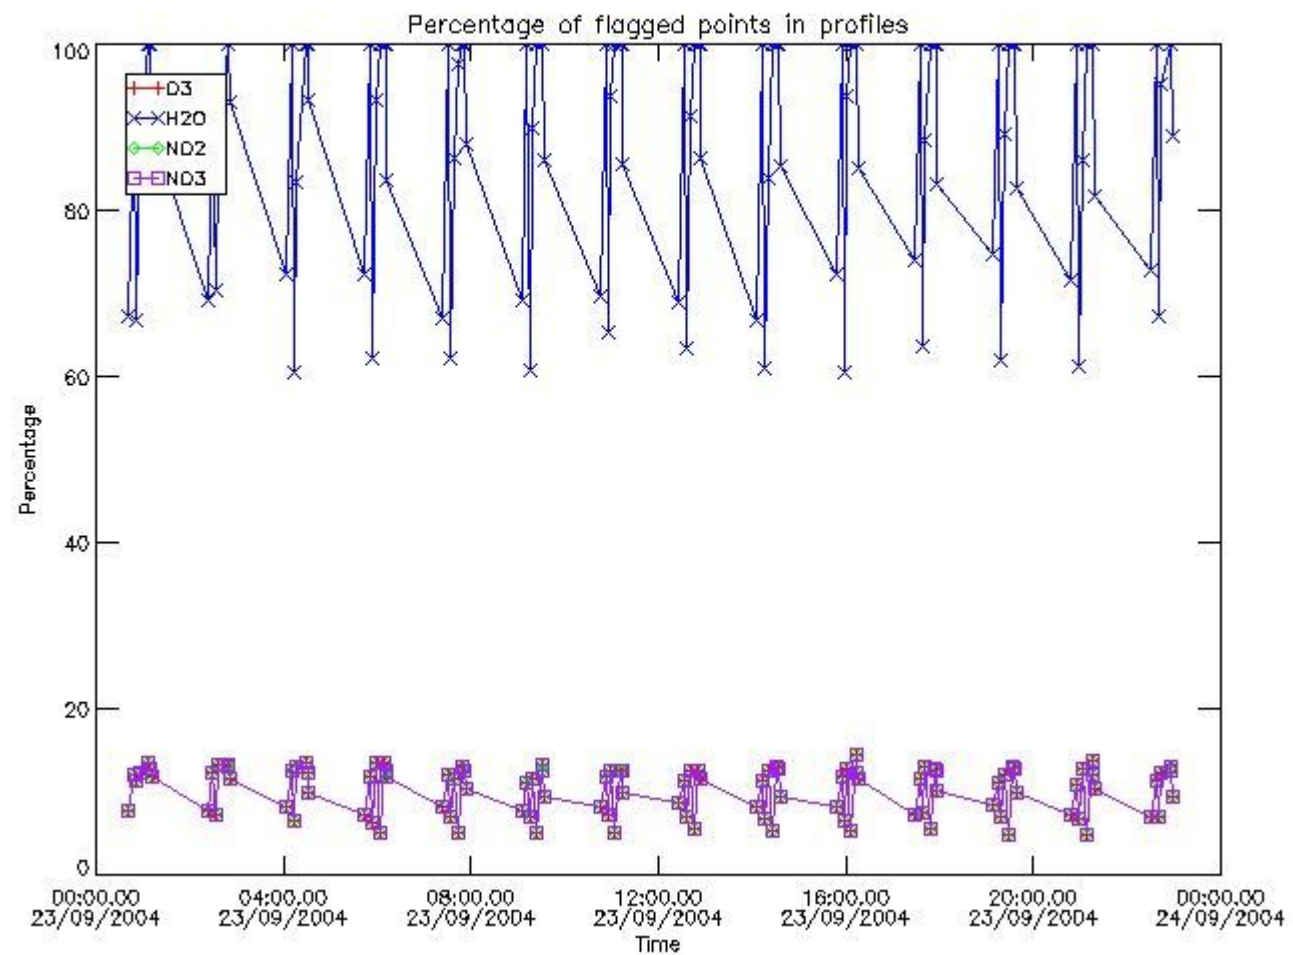 Percentage of flagged points in profiles
100
80
60
40
20
0
Percentage
O3
H2O
NO2
NO3
00:00.00 04:00.00 08:00.00 12:00.00 16:00.00 20:00.00 00:00.00
23/09/2004 23/09/2004 23/09/2004 23/09/2004 23/09/2004 23/09/2004 24/09/2004
Time